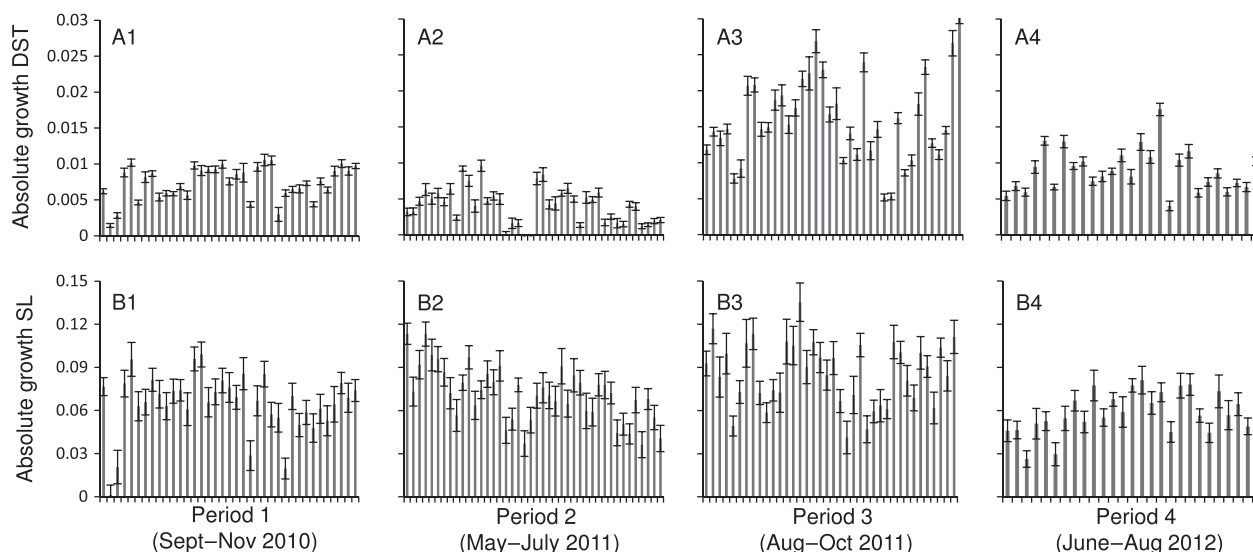 Absolute growth DST
0.03
0.025
0.02
0.015
0.01
0.005
0
A1
A2
A3
A4
Absolute growth SL
0.15
0.12
0.09
0.06
0.03
0
B1
B2
B3
B4
Period 1
(Sept–Nov 2010)
Period 2
(May–July 2011)
Period 3
(Aug–Oct 2011)
Period 4
(June–Aug 2012)